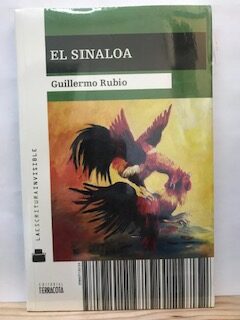 EL SINALOA
Guillermo Rubio
LAESCRITURAINVISIBLE
EDITORIAL
TERRACOTA